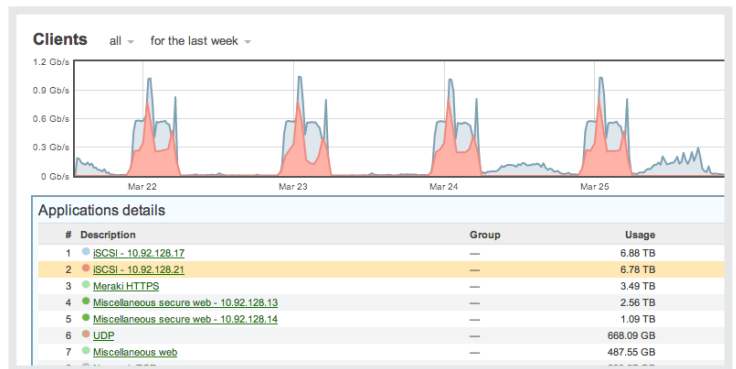 Clients all for the last week
1.2 Gb/s
0.9 Gb/s
0.6 Gb/s
0.3 Gb/s
0 Gb/s
Mar 22 Mar 23 Mar 24 Mar 25
Applications details
# Description Group Usage
1 iSCSI - 10.92.128.17 — 6.88 TB
2 iSCSI - 10.92.128.21 — 6.78 TB
3 Meraki HTTPS — 3.49 TB
4 Miscellaneous secure web - 10.92.128.13 — 2.56 TB
5 Miscellaneous secure web - 10.92.128.14 — 1.09 TB
6 UDP — 668.09 GB
7 Miscellaneous web — 487.55 GB